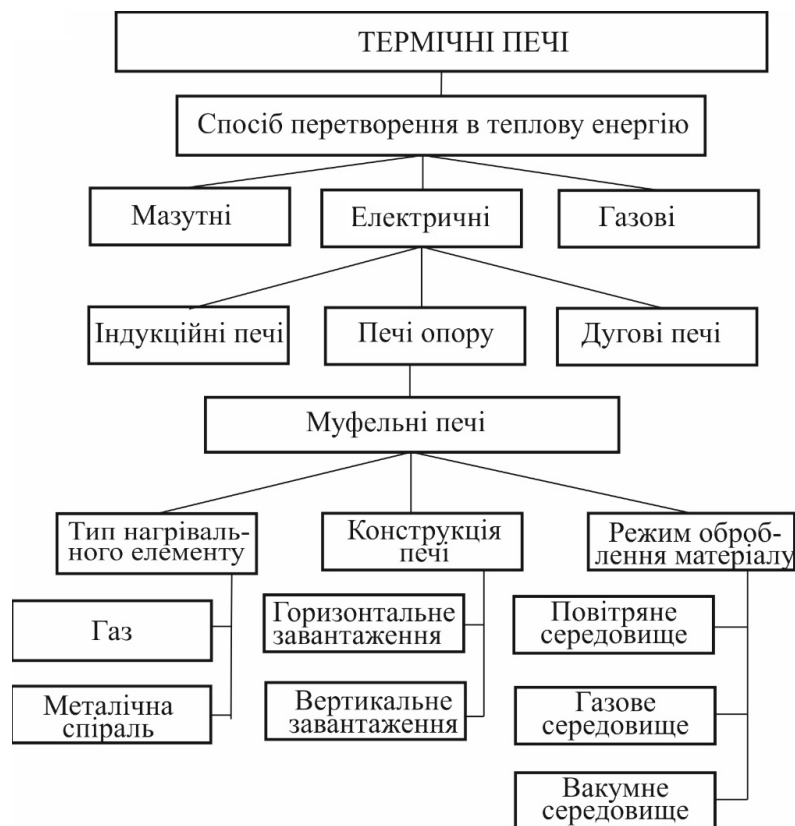 ТЕРМІЧНІ ПЕЧІ
Спосіб перетворення в теплову енергію
Мазутні
Електричні
Газові
Індукційні печі
Печі опору
Дугові печі
Муфельні печі
Тип нагріваль-
ного елементу
Конструкція
печі
Режим оброб-
лення матеріалу
Газ
Металічна
спіраль
Горизонтальне
завантаження
Вертикальне
завантаження
Повітряне
середовище
Газове
середовище
Вакумне
середовище